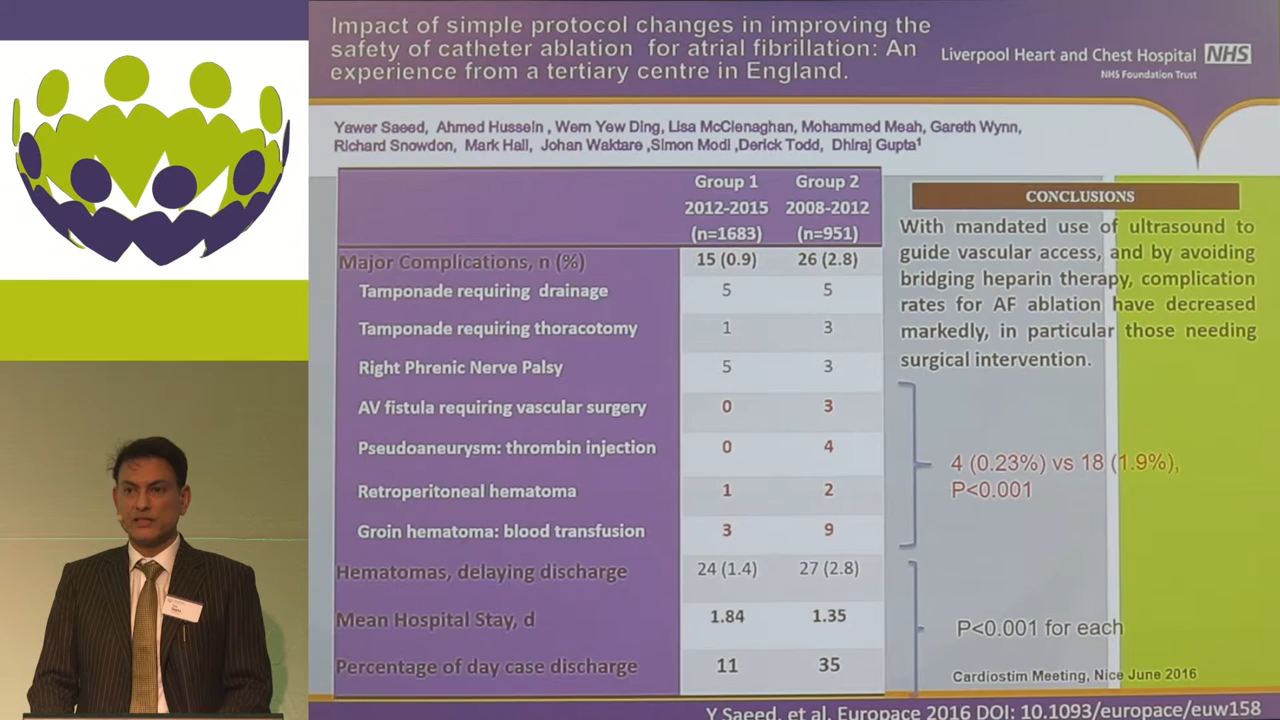 Impact of simple protocol changes in improving the
safety of catheter ablation for atrial fibrillation: An
experience from a tertiary centre in England.
Liverpool Heart and Chest Hospital NHS
NHS Foundation Trust
Yawer Saeed, Ahmed Hussein , Wern Yew Ding, Lisa McClenaghan, Mohammed Meah, Gareth Wynn,
Richard Snowdon, Mark Hall, Johan Waktare ,Simon Modi ,Derick Todd, Dhiraj Gupta¹
Group 1 Group 2
2012-2015 2008-2012
(n=1683) (n=951)
Major Complications, n (%) 15 (0.9) 26 (2.8)
Tamponade requiring drainage 5 5
Tamponade requiring thoracotomy 1 3
Right Phrenic Nerve Palsy 5 3
AV fistula requiring vascular surgery 0 3
Pseudoaneurysm: thrombin injection 0 4
Retroperitoneal hematoma 1 2
Groin hematoma: blood transfusion 3 9
Hematomas, delaying discharge 24 (1.4) 27 (2.8)
Mean Hospital Stay, d 1.84 1.35
Percentage of day case discharge 11 35
CONCLUSIONS
With mandated use of ultrasound to
guide vascular access, and by avoiding
bridging heparin therapy, complication
rates for AF ablation have decreased
markedly, in particular those needing
surgical intervention.
4 (0.23%) vs 18 (1.9%),
P<0.001
P<0.001 for each
Cardiostim Meeting, Nice June 2016
Y Saeed, et al. Europace 2016 DOI: 10.1093/europace/euw158